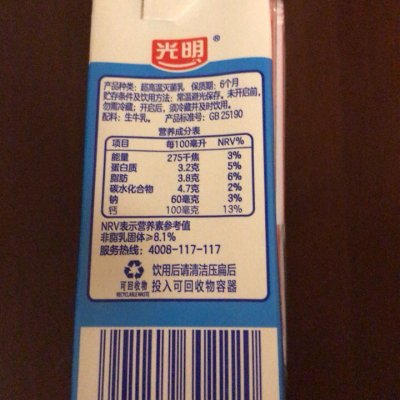 光明®
产品种类：超高温灭菌乳 保质期：6个月
贮存条件及饮用方法：常温避光保存。未开启前，
勿需冷藏；开启后，须冷藏并及时饮用。
配料：生牛乳。 产品标准号：GB 25190
营养成分表
项目 每100毫升 NRV%
能量 275千焦 3%
蛋白质 3.2克 5%
脂肪 3.8克 6%
碳水化合物 4.7克 2%
钠 60毫克 3%
钙 100毫克 13%
NRV表示营养素参考值
非脂乳固体≥8.1%
服务热线：4008-117-117
饮用后请清洁压扁后
可回收物 投入可回收物容器
RECYCLABLE WASTE